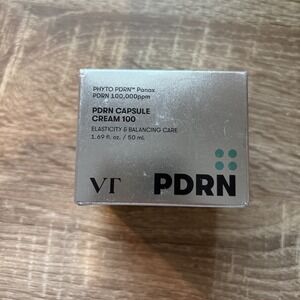 PHYTO PDRN™ Panax
PDRN 100,000ppm
PDRN CAPSULE
CREAM 100
ELASTICITY & BALANCING CARE
1.69 fl. oz. / 50 mL
VT PDRN